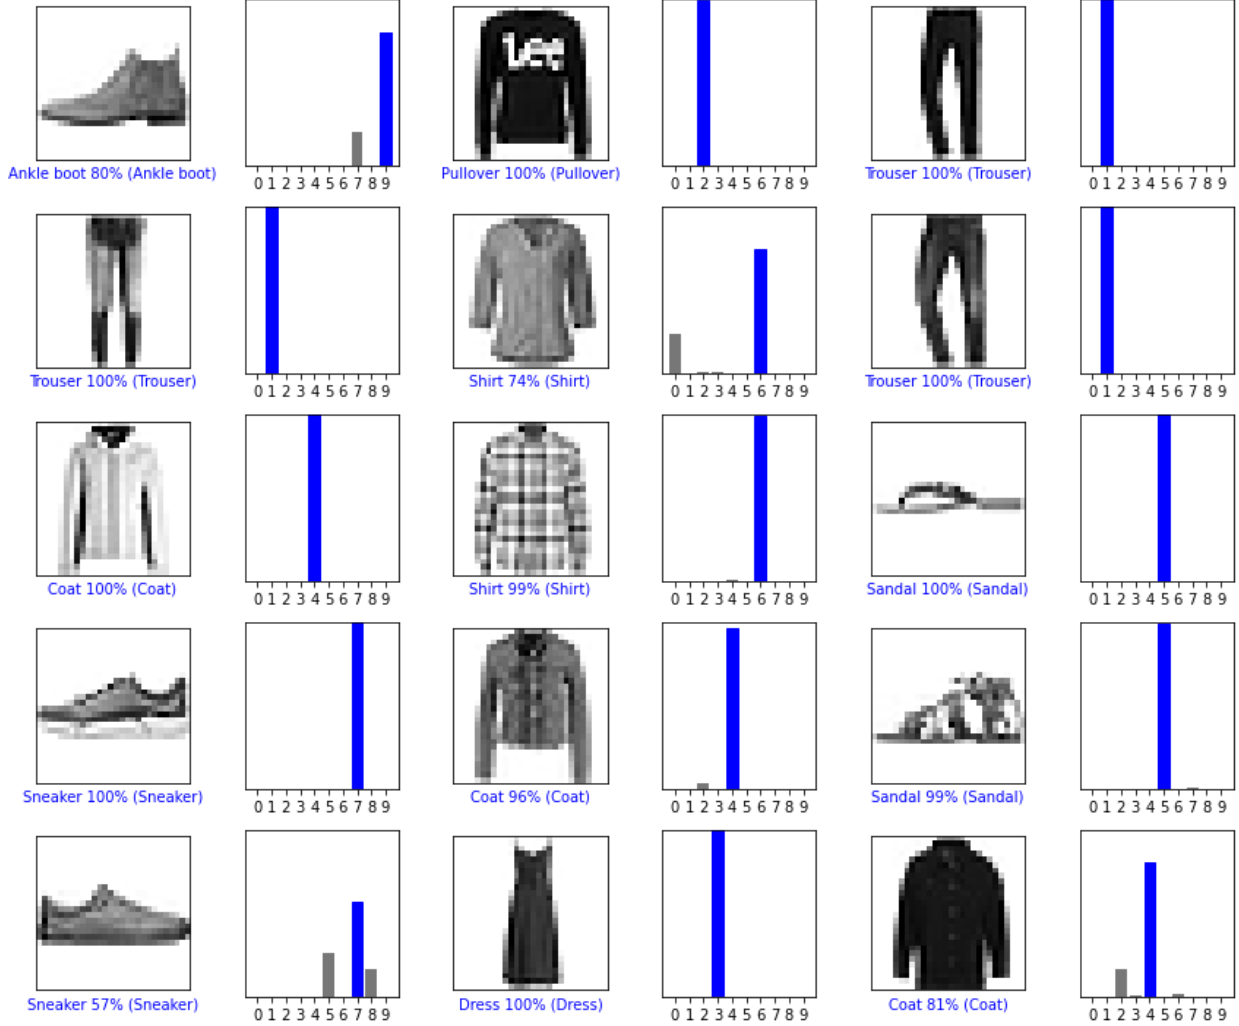 Lee
0 1 2 3 4 5 6 7 8 9
0 1 2 3 4 5 6 7 8 9
0 1 2 3 4 5 6 7 8 9
Ankle boot 80% (Ankle boot)
Pullover 100% (Pullover)
Trouser 100% (Trouser)
0 1 2 3 4 5 6 7 8 9
0 1 2 3 4 5 6 7 8 9
0 1 2 3 4 5 6 7 8 9
Trouser 100% (Trouser)
Shirt 74% (Shirt)
Trouser 100% (Trouser)
0 1 2 3 4 5 6 7 8 9
0 1 2 3 4 5 6 7 8 9
0 1 2 3 4 5 6 7 8 9
Coat 100% (Coat)
Shirt 99% (Shirt)
Sandal 100% (Sandal)
0 1 2 3 4 5 6 7 8 9
0 1 2 3 4 5 6 7 8 9
0 1 2 3 4 5 6 7 8 9
Sneaker 100% (Sneaker)
Coat 96% (Coat)
Sandal 99% (Sandal)
0 1 2 3 4 5 6 7 8 9
0 1 2 3 4 5 6 7 8 9
0 1 2 3 4 5 6 7 8 9
Sneaker 57% (Sneaker)
Dress 100% (Dress)
Coat 81% (Coat)